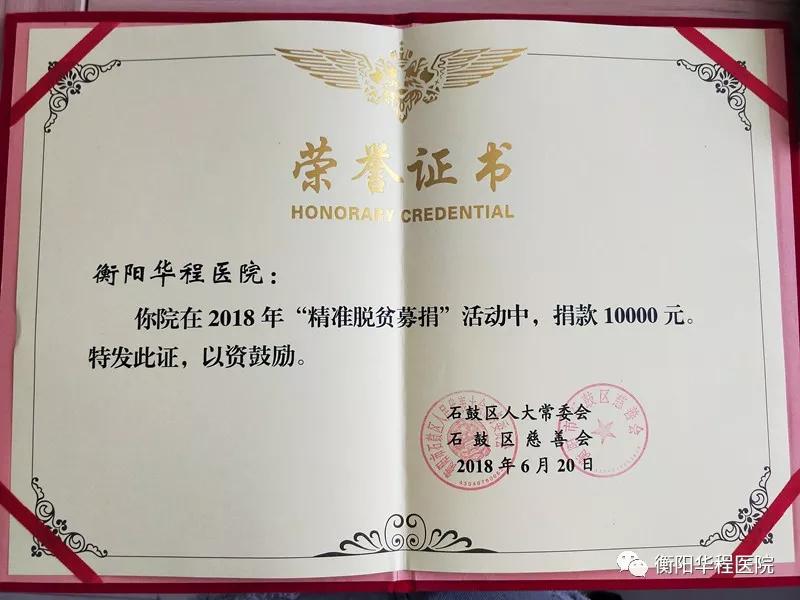 荣誉证书
HONORARY CREDENTIAL
衡阳华程医院：
你院在2018年“精准脱贫募捐”活动中，捐款10000元。
特发此证，以资鼓励。
石鼓区人大常委会
石鼓区慈善会
2018年6月20日
衡阳华程医院